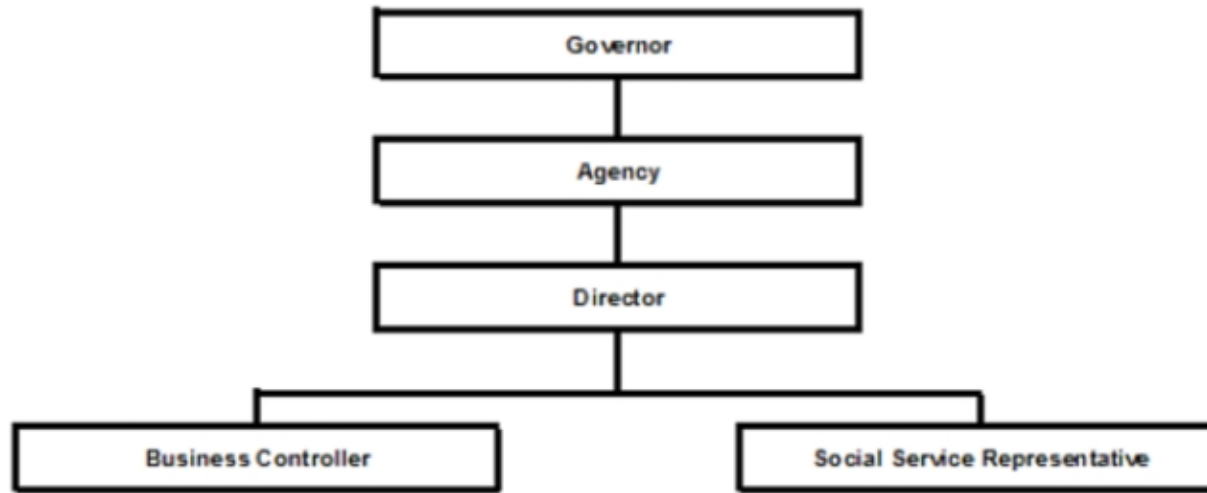 Governor
Agency
Director
Business Controller
Social Service Representative